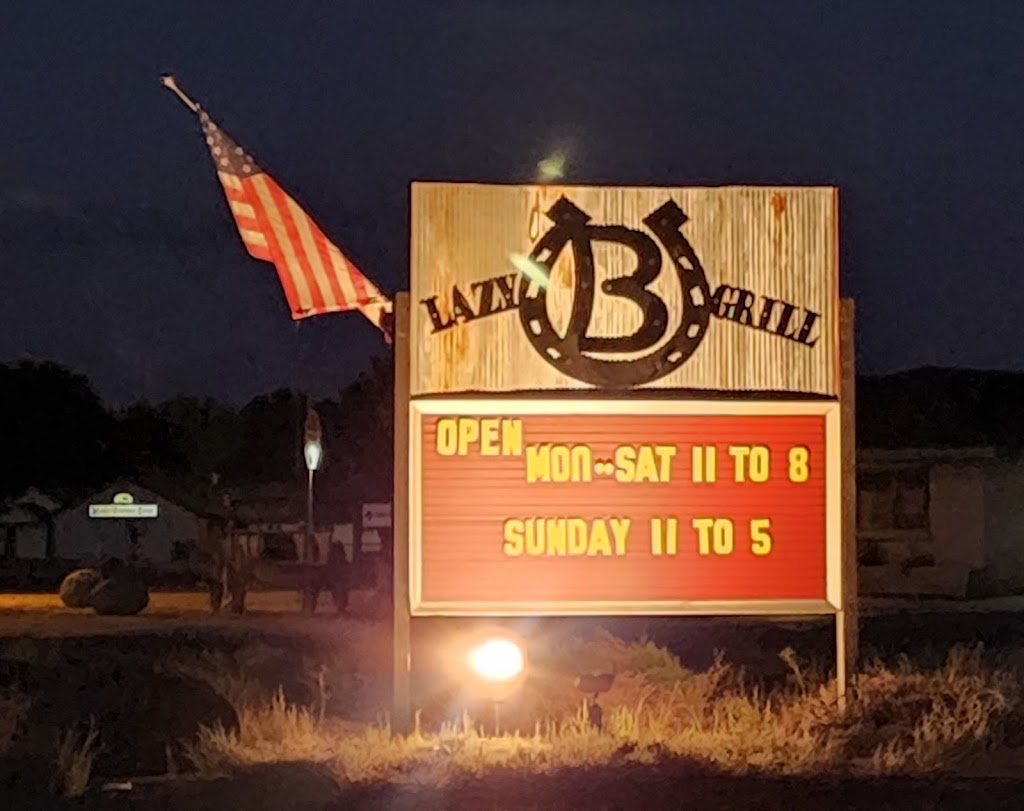 LAZY B GRILL
OPEN
MON--SAT 11 TO 8
SUNDAY 11 TO 5